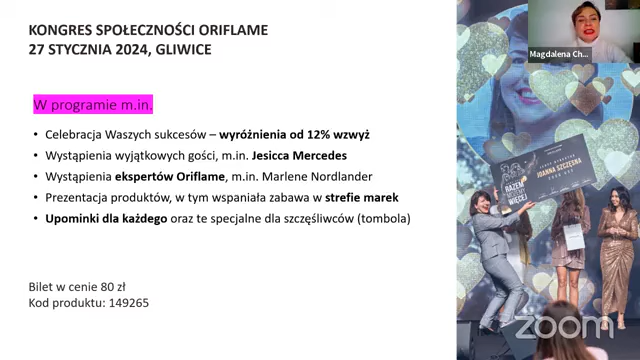 KONGRES SPOŁECZNOŚCI ORIFLAME
27 STYCZNIA 2024, GLIWICE
W programie m.in.
• Celebracja Waszych sukcesów – wyróżnienia od 12% wzwyż
• Wystąpienia wyjątkowych gości, m.in. Jesicca Mercedes
• Wystąpienia ekspertów Oriflame, m.in. Marlene Nordlander
• Prezentacja produktów, w tym wspaniała zabawa w strefie marek
• Upominki dla każdego oraz te specjalne dla szczęśliwców (tombola)
Bilet w cenie 80 zł
Kod produktu: 149265
Magdalena Ch...
RAZEM
MOŻEMY
WIĘCEJ
JOANNA SZCZĘSNA
zoom